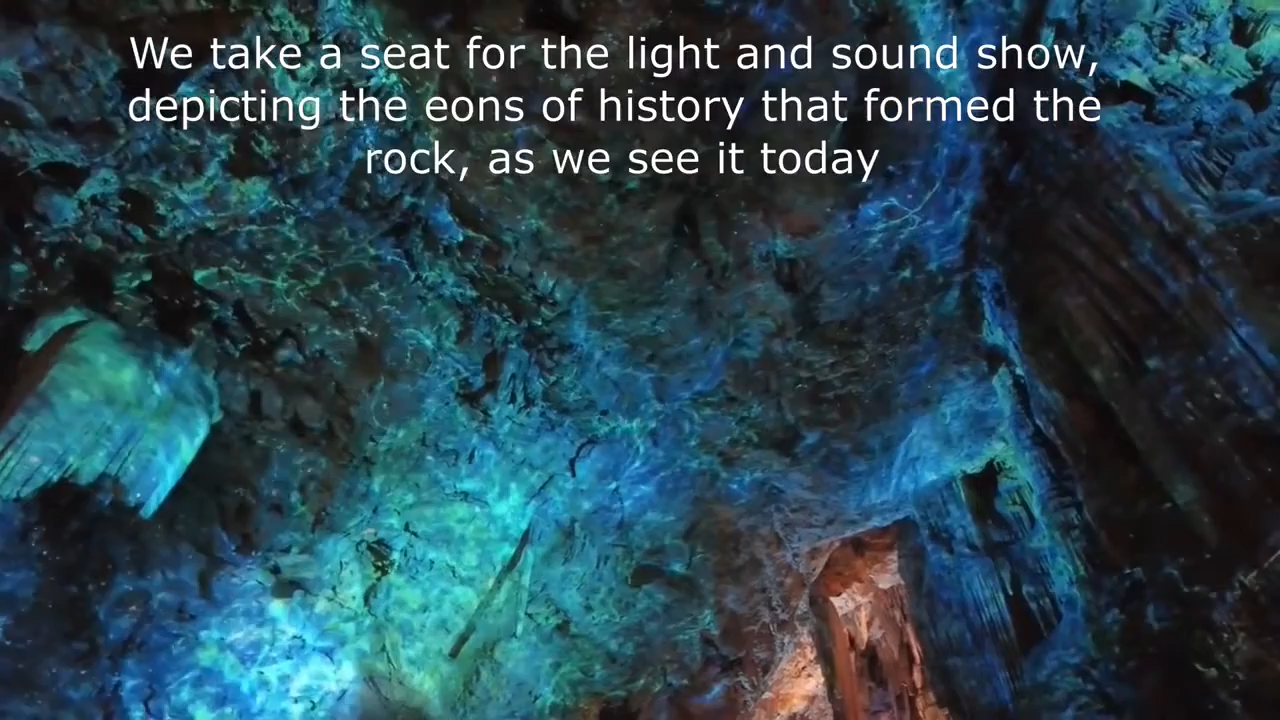 We take a seat for the light and sound show,
depicting the eons of history that formed the
rock, as we see it today